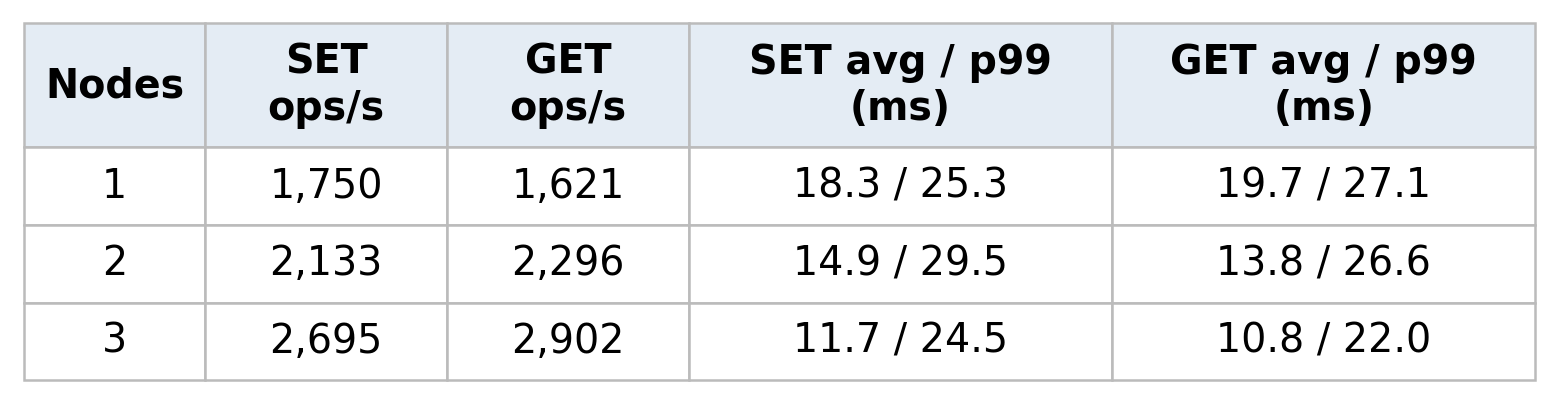 Nodes SET ops/s GET ops/s SET avg / p99 (ms) GET avg / p99 (ms)
1 1,750 1,621 18.3 / 25.3 19.7 / 27.1
2 2,133 2,296 14.9 / 29.5 13.8 / 26.6
3 2,695 2,902 11.7 / 24.5 10.8 / 22.0